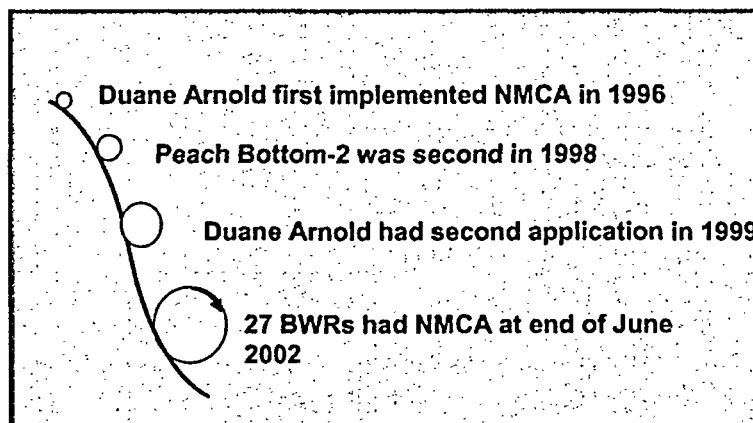 Duane Arnold first implemented NMCA in 1996
Peach Bottom-2 was second in 1998
Duane Arnold had second application in 1999
27 BWRs had NMCA at end of June
2002